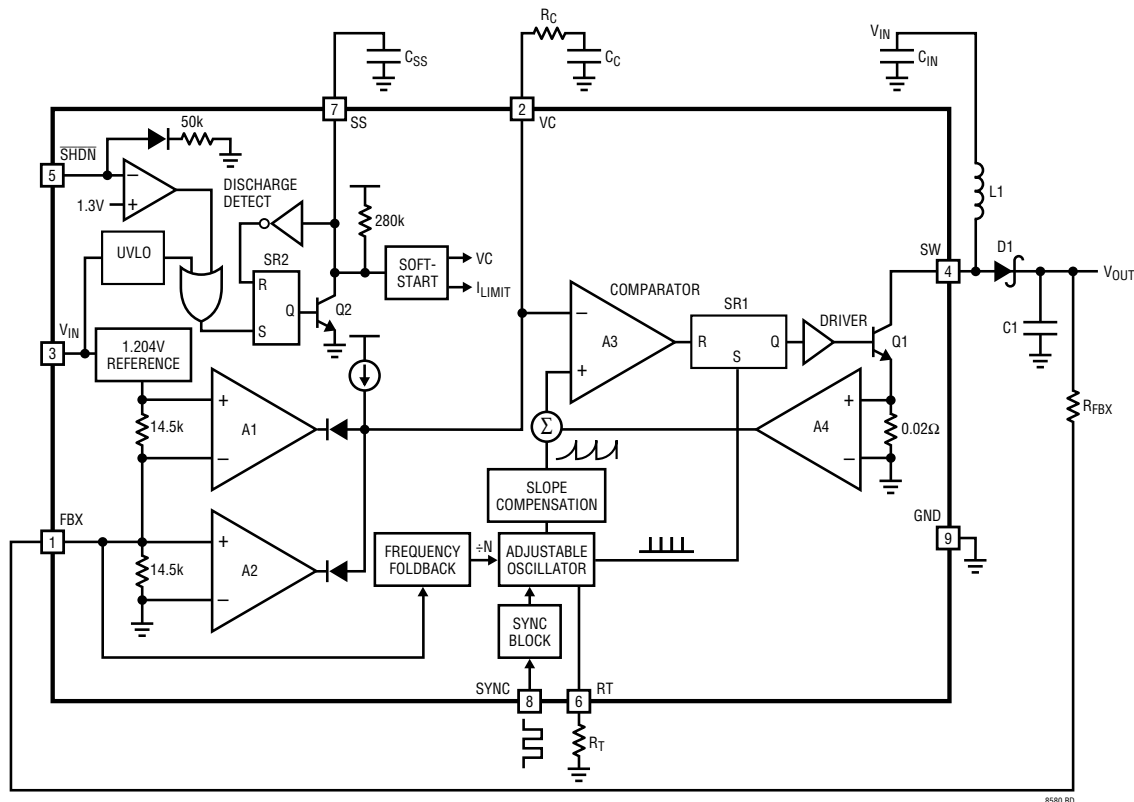 R_C
V_IN
C_SS
C_C
C_IN
7
2
SS
VC
50k
SHDN
5
−
+
1.3V
DISCHARGE
DETECT
280k
L1
UVLO
SR2
R
S
Q
Q2
SOFT-
START
VC
I_LIMIT
SW
4
D1
V_OUT
COMPARATOR
−
A3
+
SR1
R
Q
S
DRIVER
Q1
C1
V_IN
3
1.204V
REFERENCE
14.5k
+
A1
−
Σ
A4
+
−
0.02Ω
R_FBX
SLOPE
COMPENSATION
FBX
1
GND
9
14.5k
+
A2
−
FREQUENCY
FOLDBACK
÷N
ADJUSTABLE
OSCILLATOR
SYNC
BLOCK
SYNC
8
6
RT
R_T
8580 BD